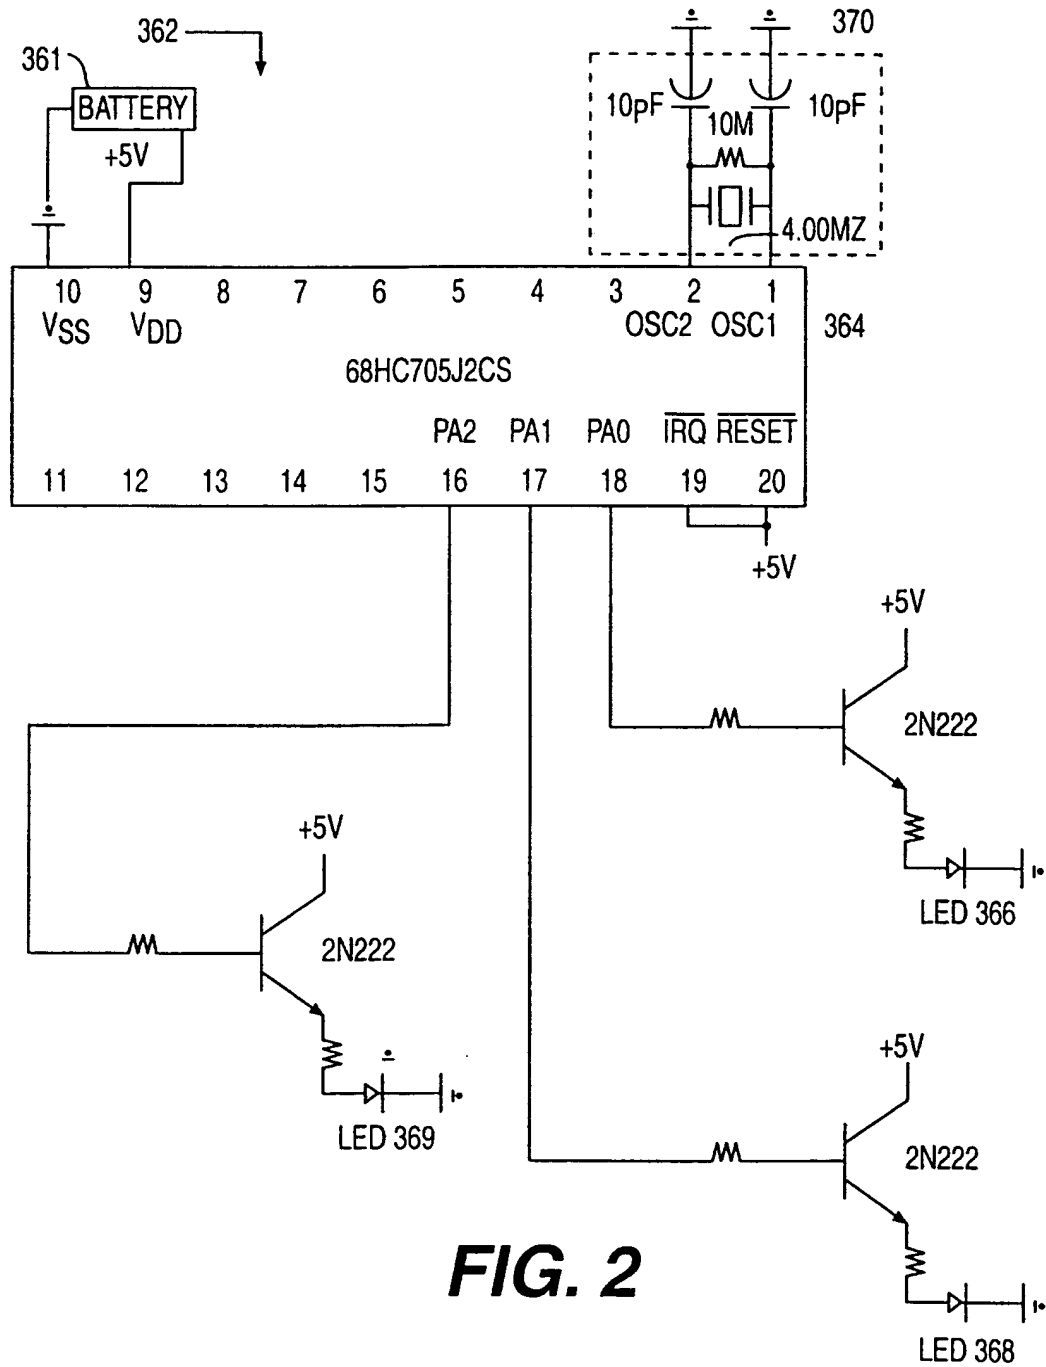 362
370
361
BATTERY
+5V
10pF
10M
10pF
4.00MZ
10 9 8 7 6 5 4 3 2 1
VSS VDD OSC2 OSC1
364
68HC705J2CS
PA2 PA1 PA0 IRQ RESET
11 12 13 14 15 16 17 18 19 20
+5V
+5V
2N222
LED 366
+5V
2N222
LED 369
+5V
2N222
LED 368
FIG. 2